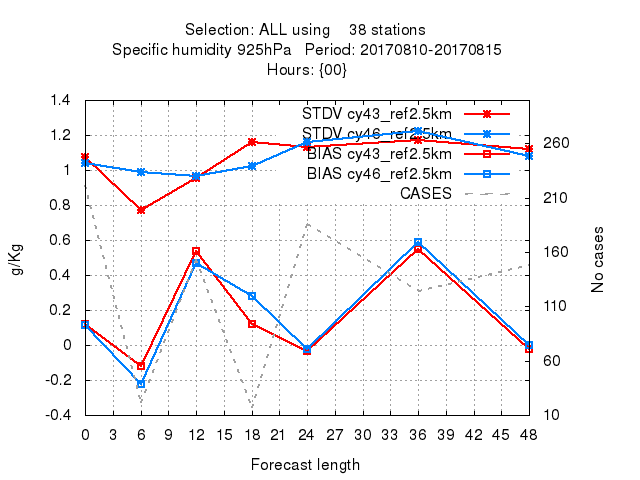 Selection: ALL using 38 stations
Specific humidity 925hPa Period: 20170810-20170815
Hours: {00}
STDV cy43_ref2.5km
STDV cy46_ref2.5km
BIAS cy43_ref2.5km
BIAS cy46_ref2.5km
CASES
1.4
1.2
1
0.8
0.6
0.4
0.2
0
-0.2
-0.4
g/Kg
260
210
160
110
60
10
No cases
0 3 6 9 12 15 18 21 24 27 30 33 36 39 42 45 48
Forecast length